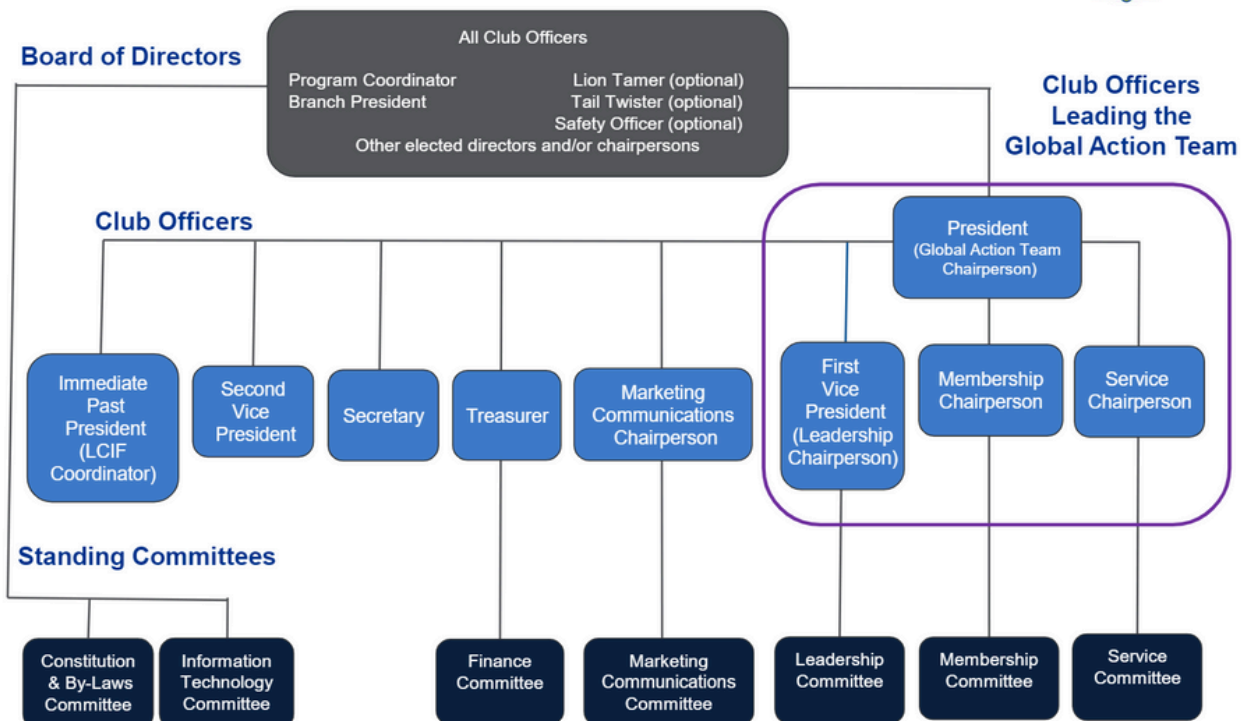 Board of Directors
All Club Officers
Program Coordinator
Branch President
Lion Tamer (optional)
Tail Twister (optional)
Safety Officer (optional)
Other elected directors and/or chairpersons
Club Officers
Leading the
Global Action Team
Club Officers
President
(Global Action Team
Chairperson)
Immediate
Past
President
(LCIF
Coordinator)
Second
Vice
President
Secretary
Treasurer
Marketing
Communications
Chairperson
First
Vice
President
(Leadership
Chairperson)
Membership
Chairperson
Service
Chairperson
Standing Committees
Constitution
& By-Laws
Committee
Information
Technology
Committee
Finance
Committee
Marketing
Communications
Committee
Leadership
Committee
Membership
Committee
Service
Committee